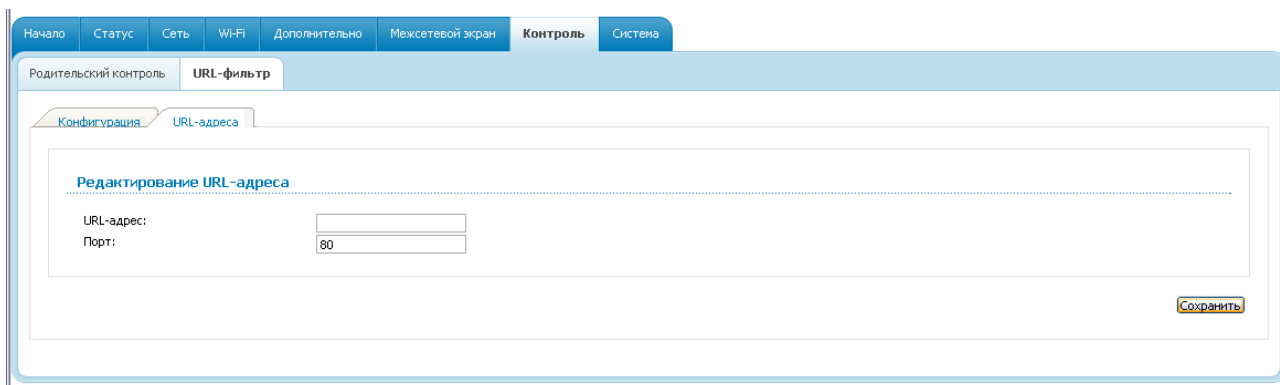 Начало Статус Сеть Wi-Fi Дополнительно Межсетевой экран Контроль Система
Родительский контроль URL-фильтр
Конфигурация URL-адреса
Редактирование URL-адреса
URL-адрес:
Порт: 80
Сохранить